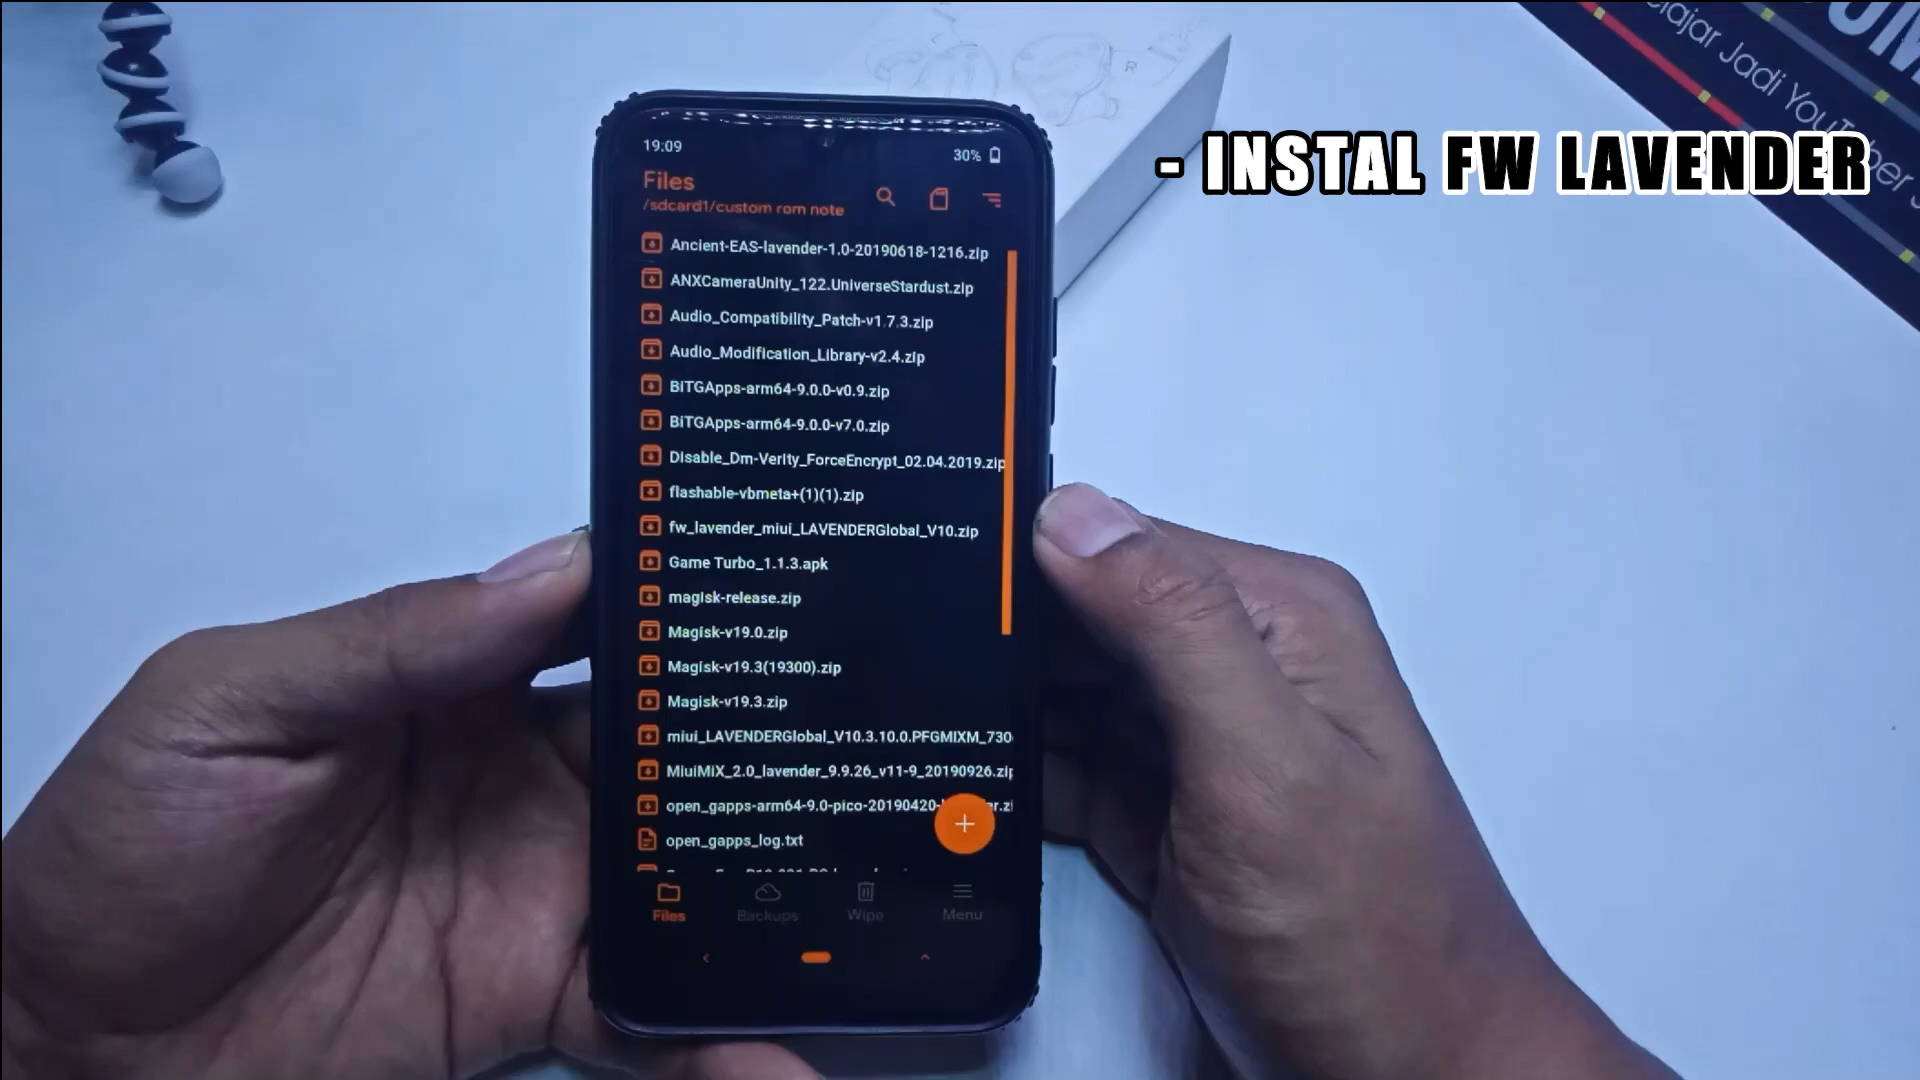 elajar Jadi YouTuber
R
- INSTAL FW LAVENDER
19:09
30%
Files
/sdcard1/custom rom note
Ancient-EAS-lavender-1.0-20190618-1216.zip
ANXCameraUnity_122.UniverseStardust.zip
Audio_Compatibility_Patch-v1.7.3.zip
Audio_Modification_Library-v2.4.zip
BiTGApps-arm64-9.0.0-v0.9.zip
BiTGApps-arm64-9.0.0-v7.0.zip
Disable_Dm-Verity_ForceEncrypt_02.04.2019.zip
flashable-vbmeta+(1)(1).zip
fw_lavender_miui_LAVENDERGlobal_V10.zip
Game Turbo_1.1.3.apk
magisk-release.zip
Magisk-v19.0.zip
Magisk-v19.3(19300).zip
Magisk-v19.3.zip
miui_LAVENDERGlobal_V10.3.10.0.PFGMIXM_730
MiuiMiX_2.0_lavender_9.9.26_v11-9_20190926.zip
open_gapps-arm64-9.0-pico-20190420-
open_gapps_log.txt
Files
Backups
Wipe
Menu